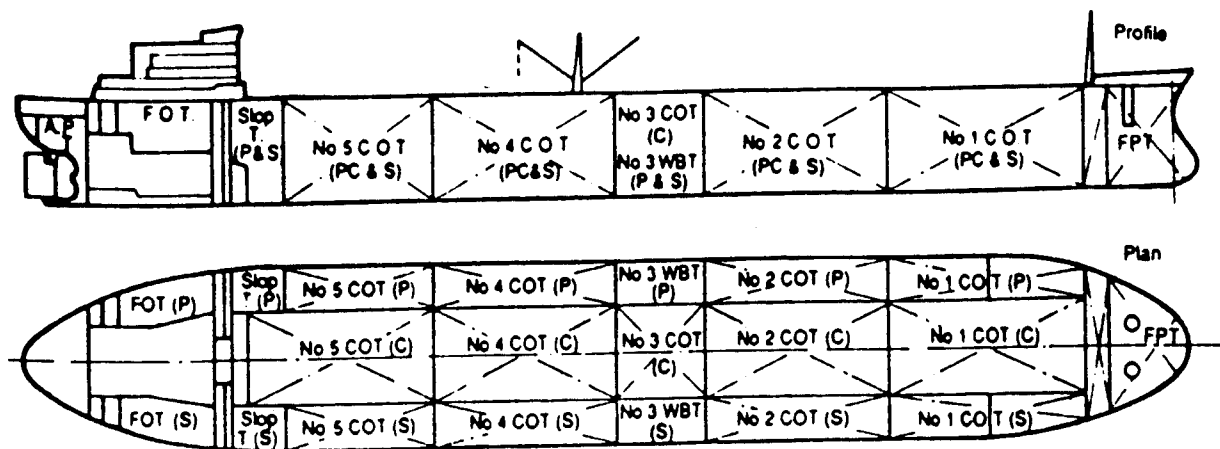 Profile
A P
F O T.
Slop
T.
(P & S)
No 5 C O T
(PC & S)
No 4 C O T
(PC & S)
No 3 COT
(C)
No 3 WBT
(P & S)
No 2 C O T
(PC & S)
No 1 C O T
(PC & S)
FPT
Plan
FOT (P)
Slop
T (P)
No 5 COT (P)
No 4 COT (P)
No 3 WBT
(P)
No 2 COT (P)
No 1 COT (P)
No 5 COT (C)
No 4 COT (C)
No 3 COT
(C)
No 2 COT (C)
No 1 COT (C)
FPT
FOT (S)
Slop
T (S)
No 5 COT (S)
No 4 COT (S)
No 3 WBT
(S)
No 2 COT (S)
No 1 COT (S)